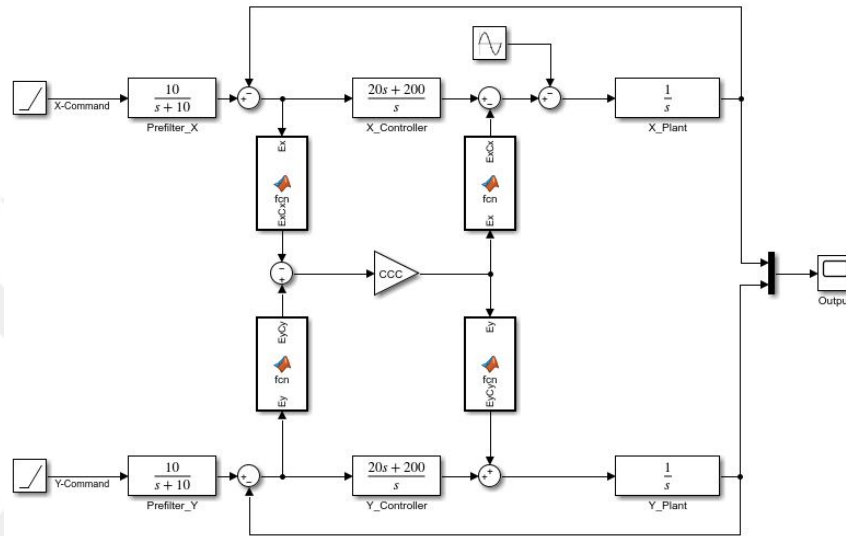 X-Command
10
s + 10
Prefilter_X
20s + 200
s
X_Controller
1
s
X_Plant
Ex
fcn
ExCx
ExCx
fcn
Ex
CCC
EyCy
fcn
Ey
Ey
fcn
EyCy
Outpu
Y-Command
10
s + 10
Prefilter_Y
20s + 200
s
Y_Controller
1
s
Y_Plant